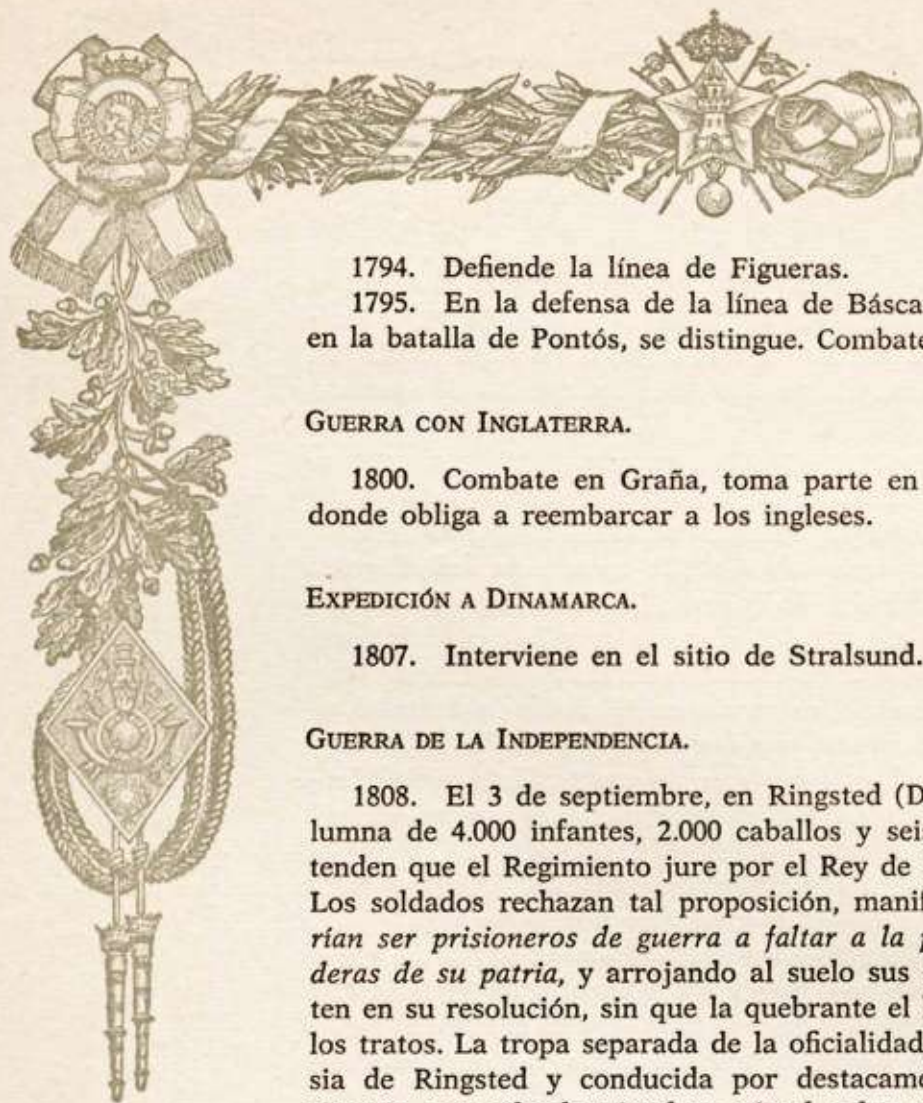 1794. Defiende la línea de Figueras.
1795. En la defensa de la línea de Básca
en la batalla de Pontós, se distingue. Combate
GUERRA CON INGLATERRA.
1800. Combate en Graña, toma parte en
donde obliga a reembarcar a los ingleses.
EXPEDICIÓN A DINAMARCA.
1807. Interviene en el sitio de Stralsund.
GUERRA DE LA INDEPENDENCIA.
1808. El 3 de septiembre, en Ringsted (D
lumna de 4.000 infantes, 2.000 caballos y sei
tenden que el Regimiento jure por el Rey de
Los soldados rechazan tal proposición, manif
rían ser prisioneros de guerra a faltar a la
deras de su patria, y arrojando al suelo sus
ten en su resolución, sin que la quebrante el
los tratos. La tropa separada de la oficialidad
sia de Ringsted y conducida por destacam